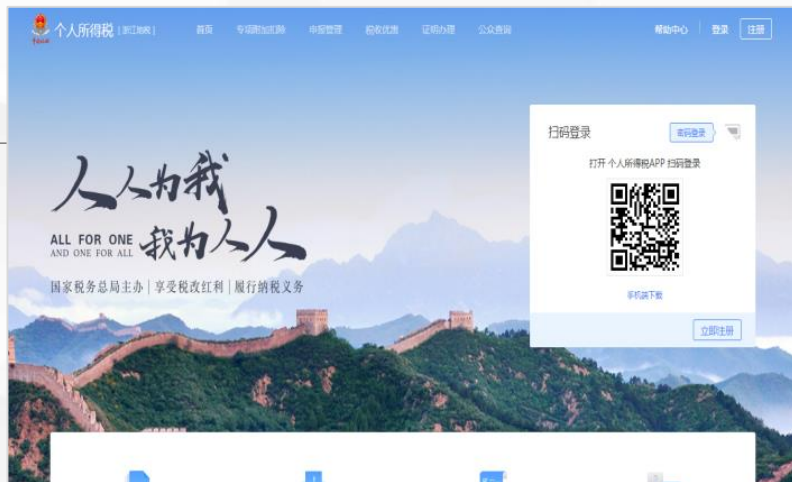 个人所得税
首页 专项附加扣除 申报管理 税收优惠 证明办理 公众查询
帮助中心 登录 注册
扫码登录
密码登录
打开 个人所得税APP 扫码登录
手机端下载
立即注册
人人为我
ALL FOR ONE
AND ONE FOR ALL
我为人人
国家税务总局主办 | 享受税改红利 | 履行纳税义务